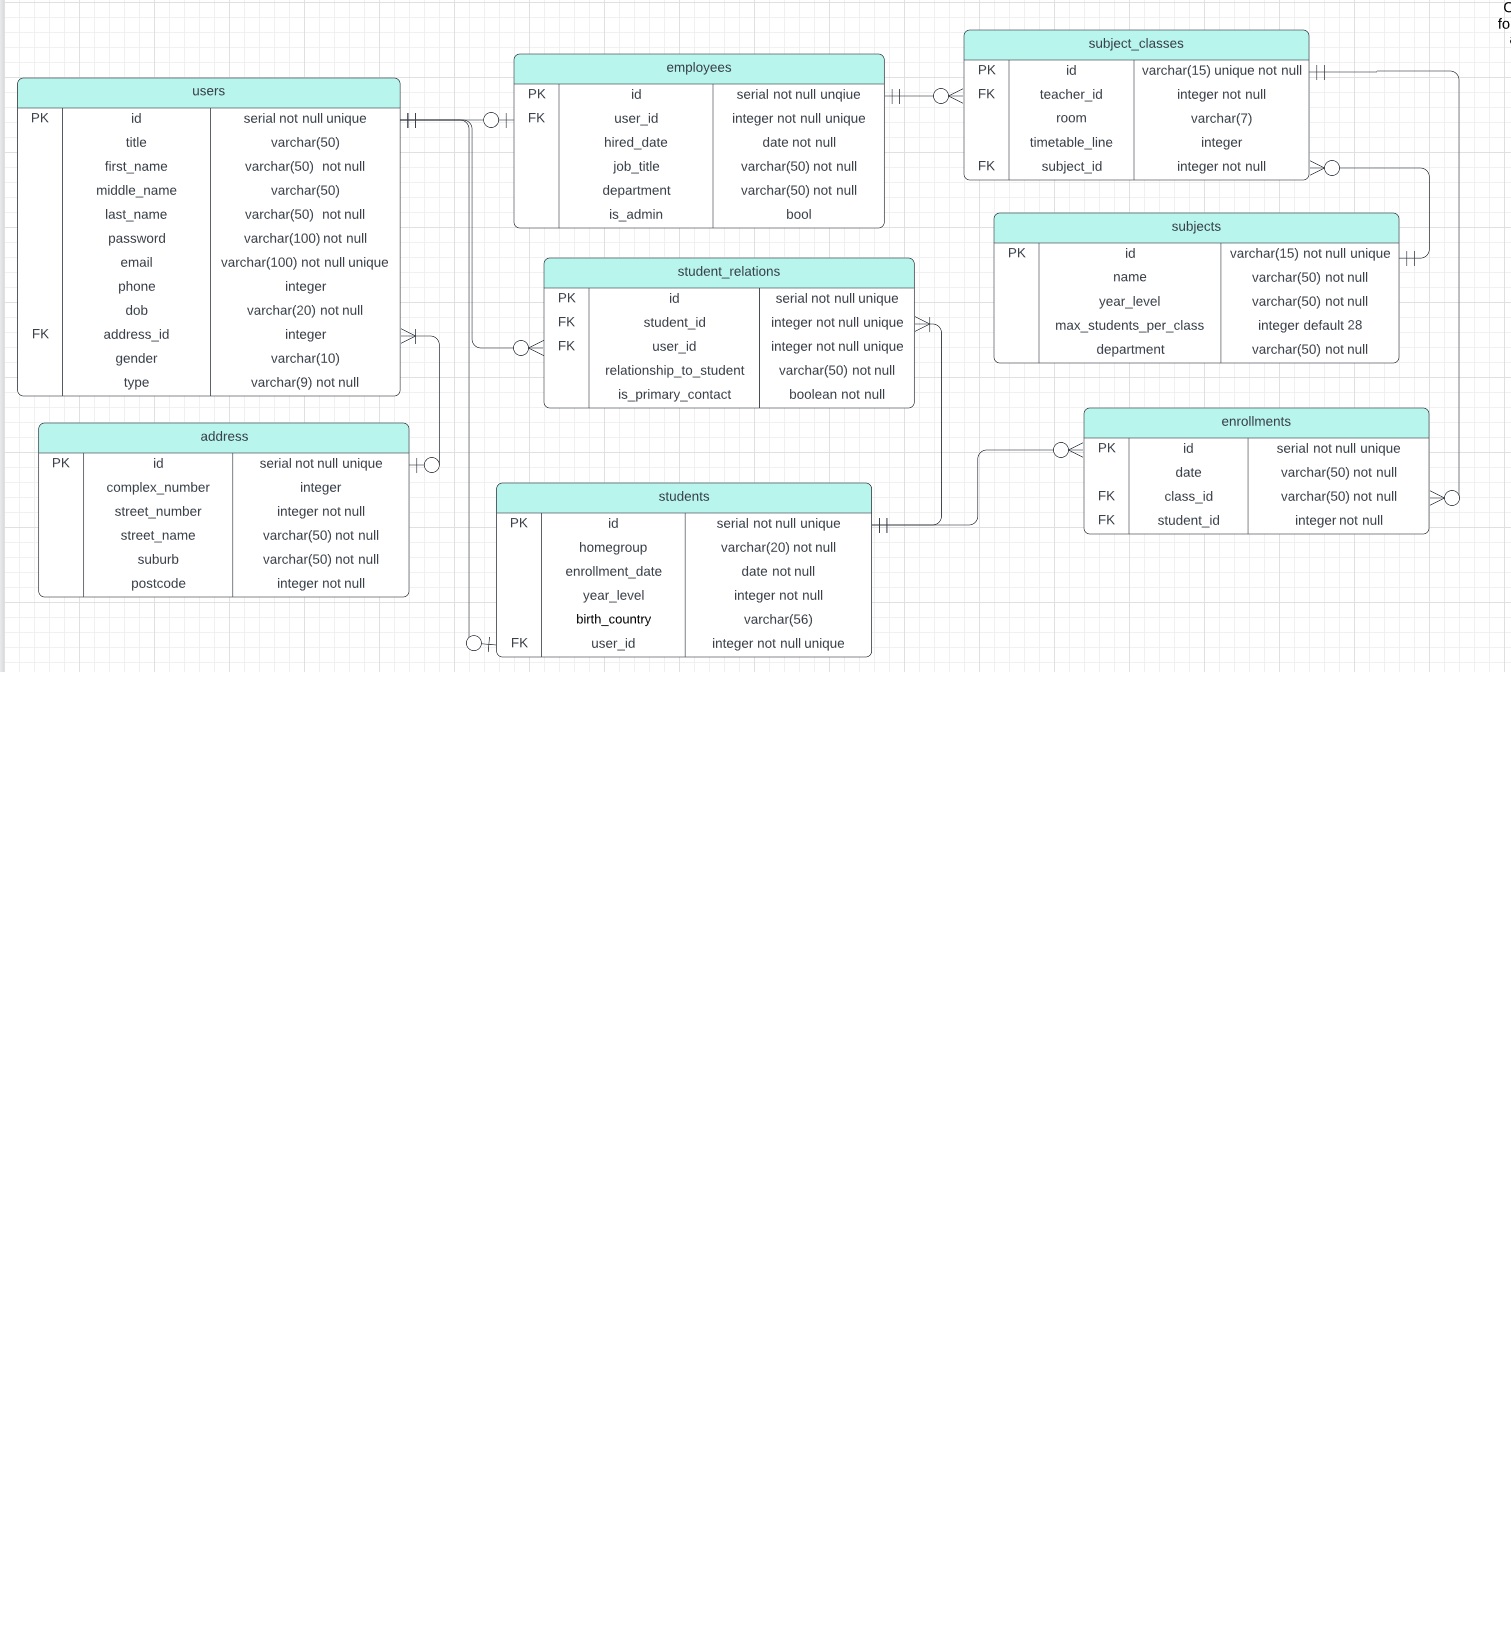 users
PK id serial not null unique
title varchar(50)
first_name varchar(50) not null
middle_name varchar(50)
last_name varchar(50) not null
password varchar(100) not null
email varchar(100) not null unique
phone integer
dob varchar(20) not null
FK address_id integer
gender varchar(10)
type varchar(9) not null
address
PK id serial not null unique
complex_number integer
street_number integer not null
street_name varchar(50) not null
suburb varchar(50) not null
postcode integer not null
employees
PK id serial not null unqiue
FK user_id integer not null unique
hired_date date not null
job_title varchar(50) not null
department varchar(50) not null
is_admin bool
student_relations
PK id serial not null unique
FK student_id integer not null unique
FK user_id integer not null unique
relationship_to_student varchar(50) not null
is_primary_contact boolean not null
students
PK id serial not null unique
homegroup varchar(20) not null
enrollment_date date not null
year_level integer not null
birth_country varchar(56)
FK user_id integer not null unique
subject_classes
PK id varchar(15) unique not null
FK teacher_id integer not null
room varchar(7)
timetable_line integer
FK subject_id integer not null
subjects
PK id varchar(15) not null unique
name varchar(50) not null
year_level varchar(50) not null
max_students_per_class integer default 28
department varchar(50) not null
enrollments
PK id serial not null unique
date varchar(50) not null
FK class_id varchar(50) not null
FK student_id integer not null